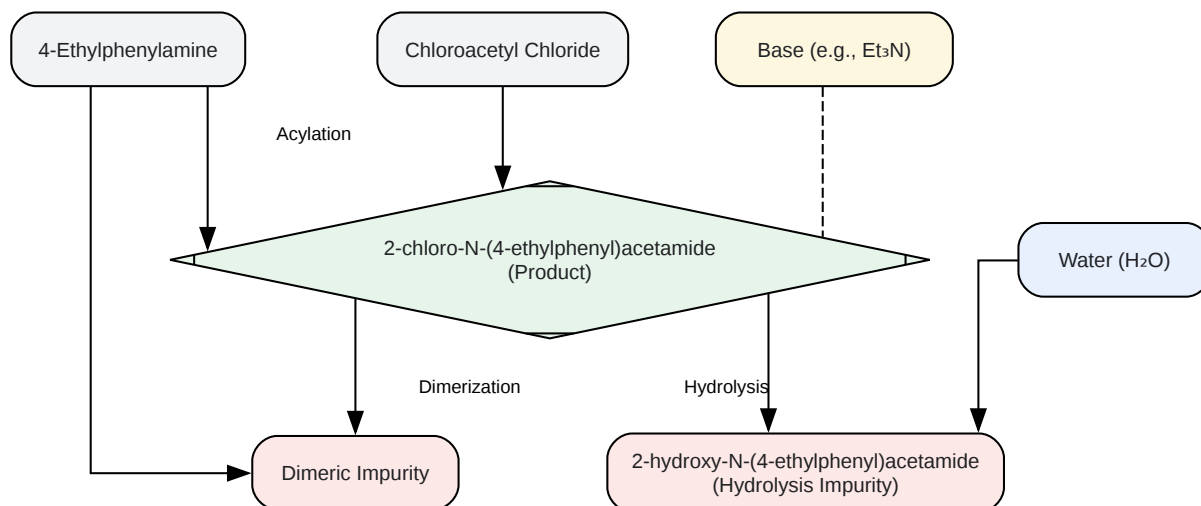 4-Ethylphenylamine
Chloroacetyl Chloride
Base (e.g., Et₃N)
Acylation
2-chloro-N-(4-ethylphenyl)acetamide
(Product)
Water (H₂O)
Dimerization
Hydrolysis
Dimeric Impurity
2-hydroxy-N-(4-ethylphenyl)acetamide
(Hydrolysis Impurity)